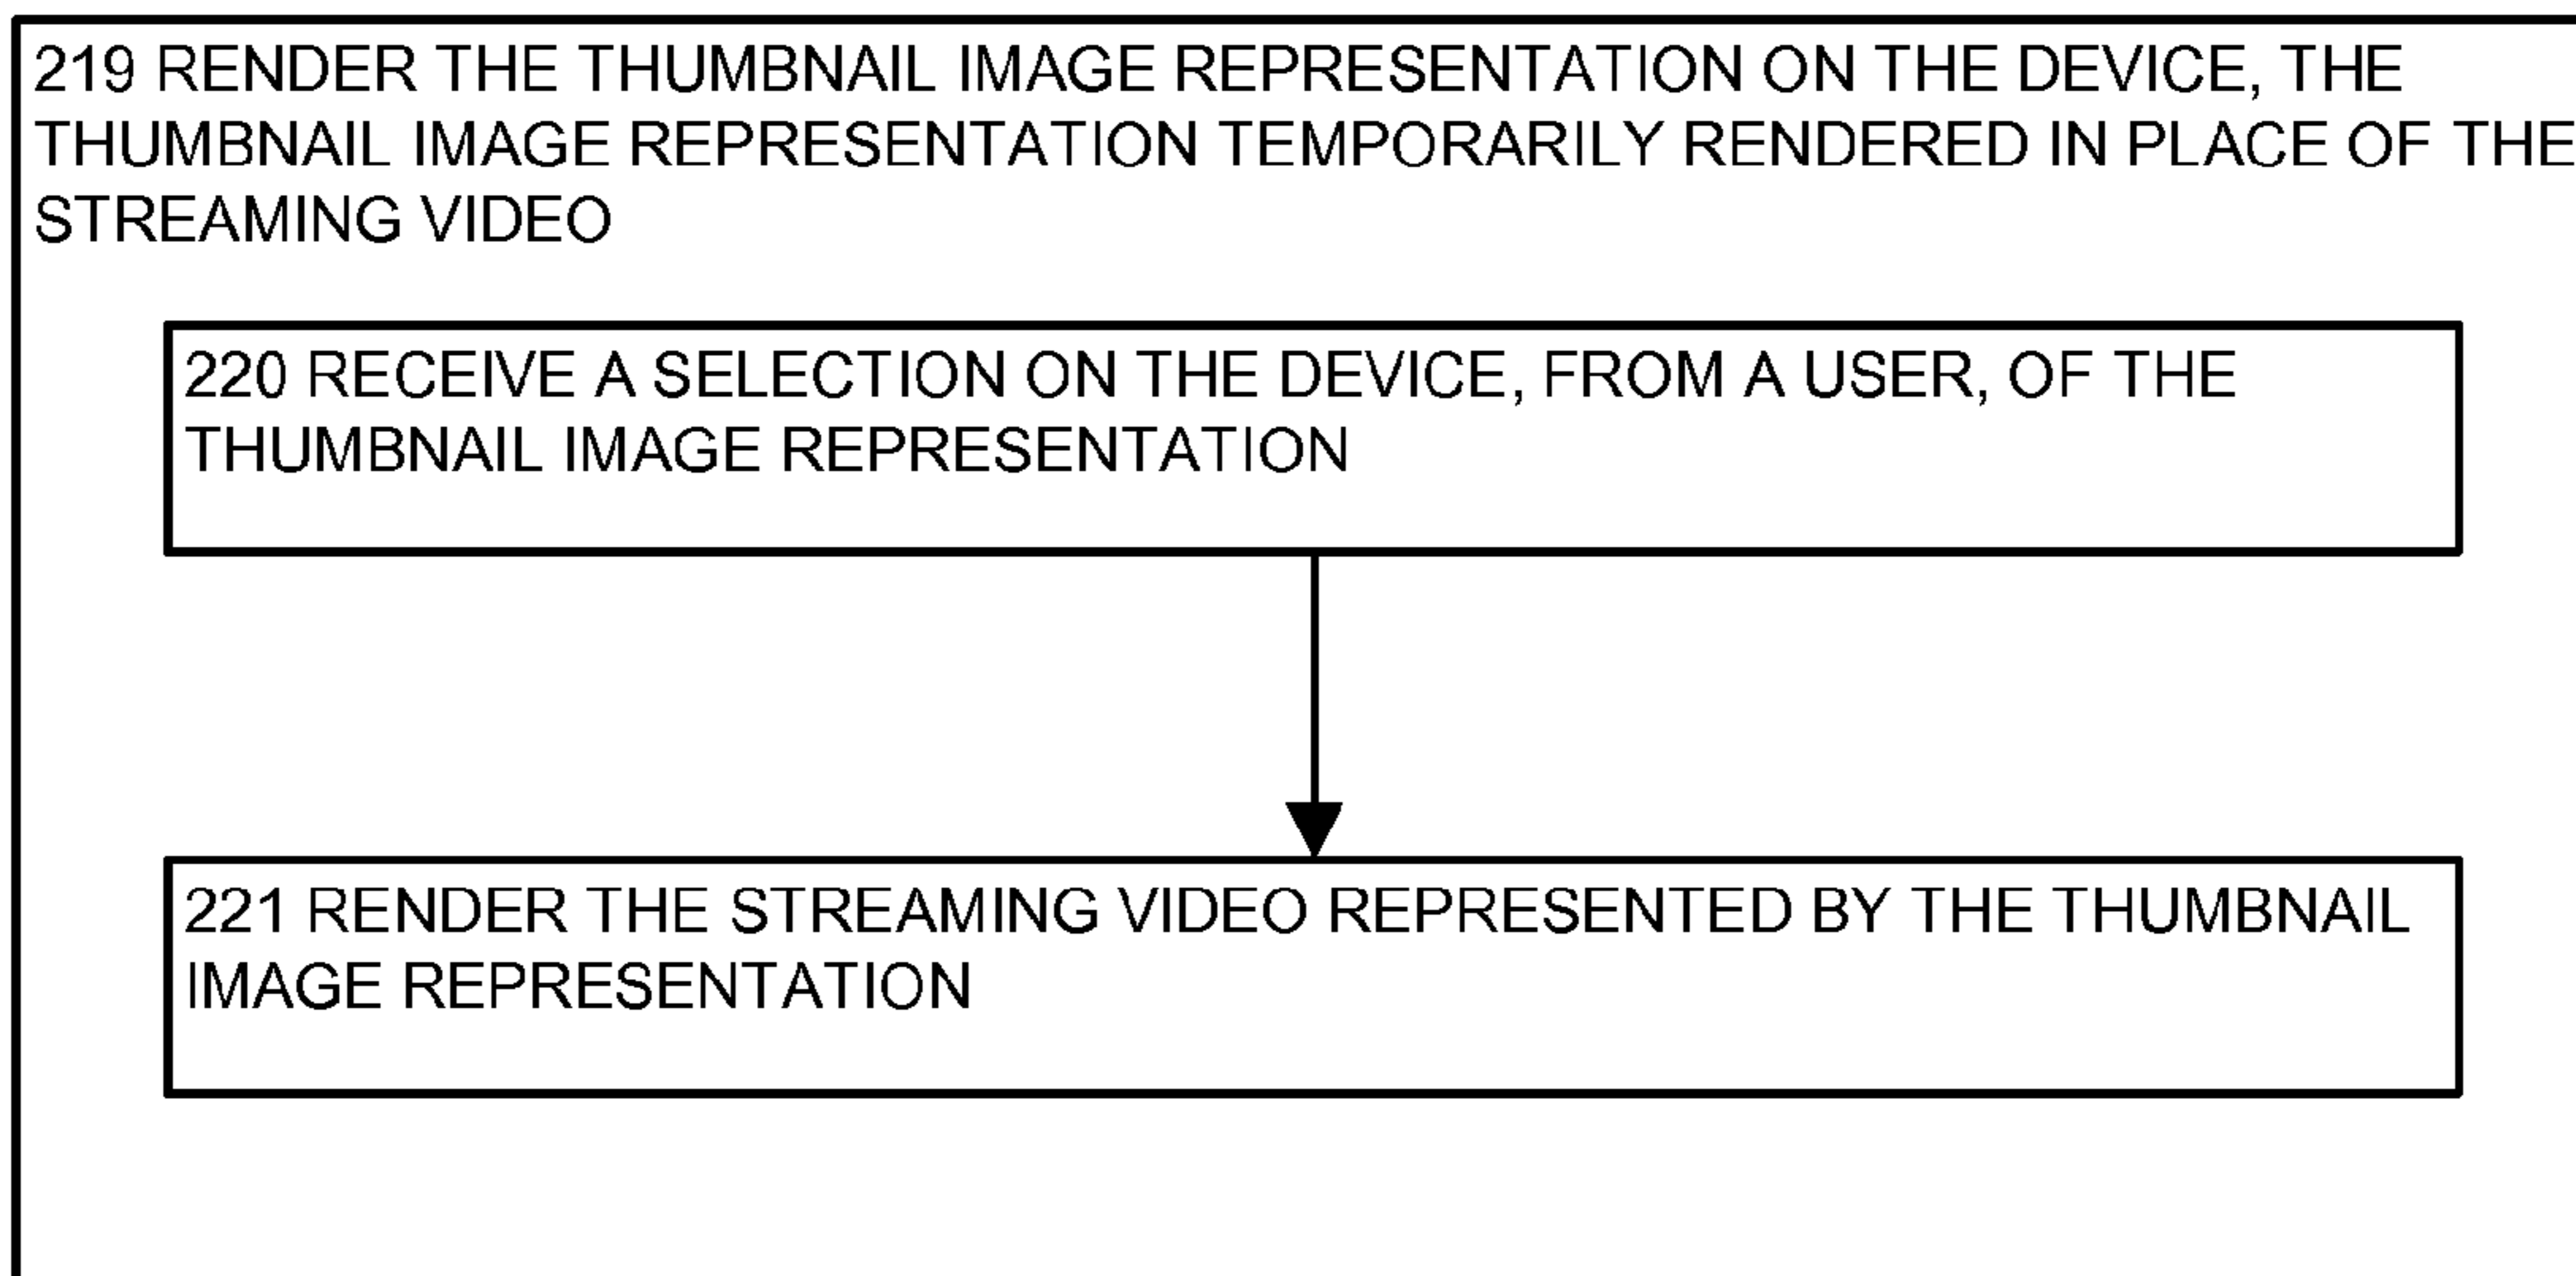 219 RENDER THE THUMBNAIL IMAGE REPRESENTATION ON THE DEVICE, THE
THUMBNAIL IMAGE REPRESENTATION TEMPORARILY RENDERED IN PLACE OF THE
STREAMING VIDEO
220 RECEIVE A SELECTION ON THE DEVICE, FROM A USER, OF THE
THUMBNAIL IMAGE REPRESENTATION
221 RENDER THE STREAMING VIDEO REPRESENTED BY THE THUMBNAIL
IMAGE REPRESENTATION